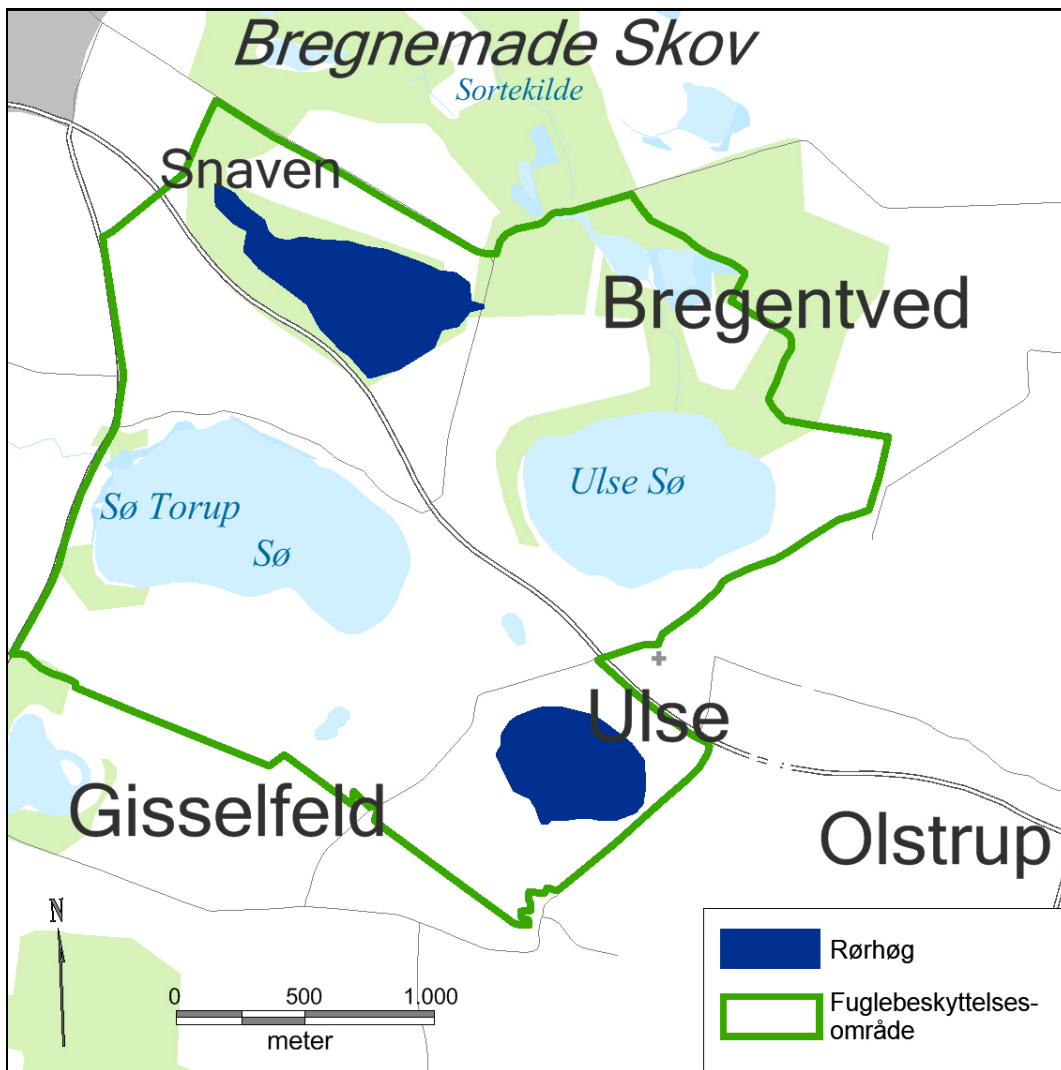 Bregnemade Skov
Sortekilde
Snaven
Bregentved
Ulse Sø
Sø Torup
Sø
Ulse
Gisselfeld
Olstrup
N
0 500 1.000
meter
Rørhøg
Fuglebeskyttelses-
område